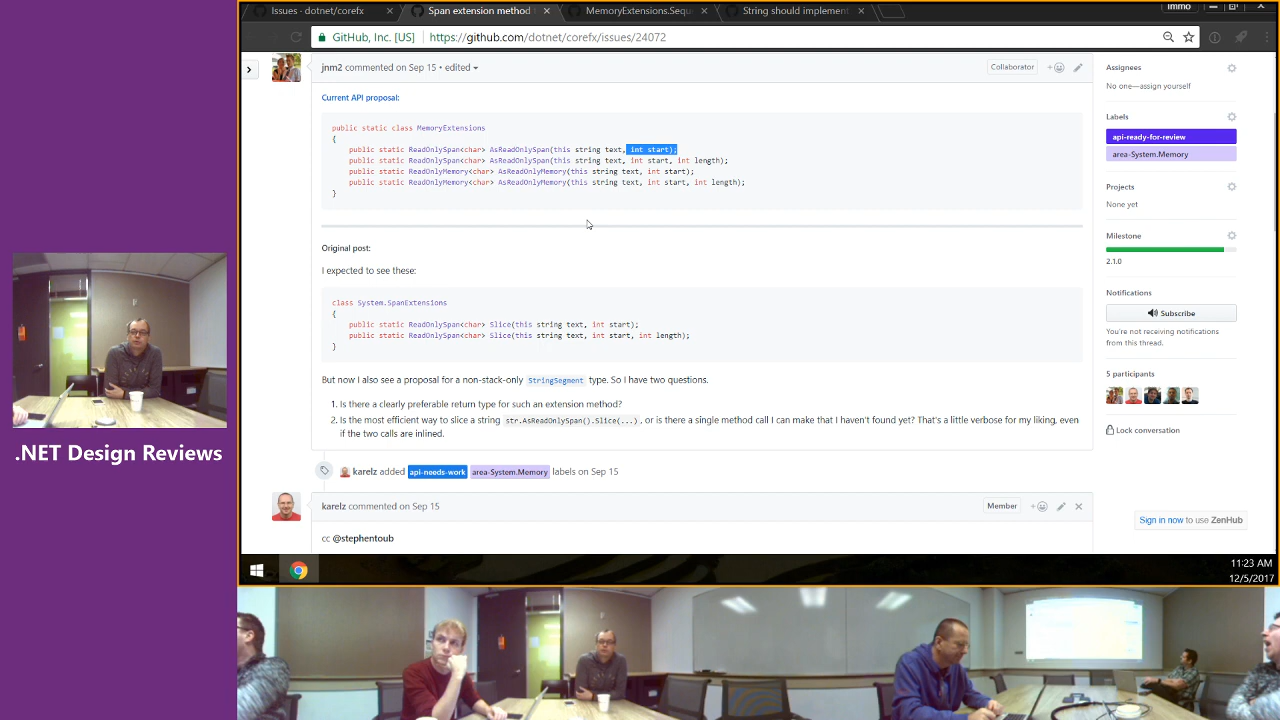 Issues - dotnet/corefx
Span extension method
MemoryExtensions.Sequ
String should implement
Immo
GitHub, Inc. [US]
https://github.com/dotnet/corefx/issues/24072
jnm2 commented on Sep 15 • edited
Collaborator
Current API proposal:
public static class MemoryExtensions
{
public static ReadOnlySpan<char> AsReadOnlySpan(this string text, int start);
public static ReadOnlySpan<char> AsReadOnlySpan(this string text, int start, int length);
public static ReadOnlyMemory<char> AsReadOnlyMemory(this string text, int start);
public static ReadOnlyMemory<char> AsReadOnlyMemory(this string text, int start, int length);
}
Original post:
I expected to see these:
class System.SpanExtensions
{
public static ReadOnlySpan<char> Slice(this string text, int start);
public static ReadOnlySpan<char> Slice(this string text, int start, int length);
}
But now I also see a proposal for a non-stack-only StringSegment type. So I have two questions.
1. Is there a clearly preferable return type for such an extension method?
2. Is the most efficient way to slice a string str.AsReadOnlySpan().Slice(...), or is there a single method call I can make that I haven't found yet? That's a little verbose for my liking, even
if the two calls are inlined.
karelz added api-needs-work area-System.Memory labels on Sep 15
karelz commented on Sep 15
Member
cc @stephentoub
Assignees
No one—assign yourself
Labels
api-ready-for-review
area-System.Memory
Projects
None yet
Milestone
2.1.0
Notifications
Subscribe
You're not receiving notifications
from this thread.
5 participants
Lock conversation
Sign in now to use ZenHub
11:23 AM
12/5/2017
.NET Design Reviews